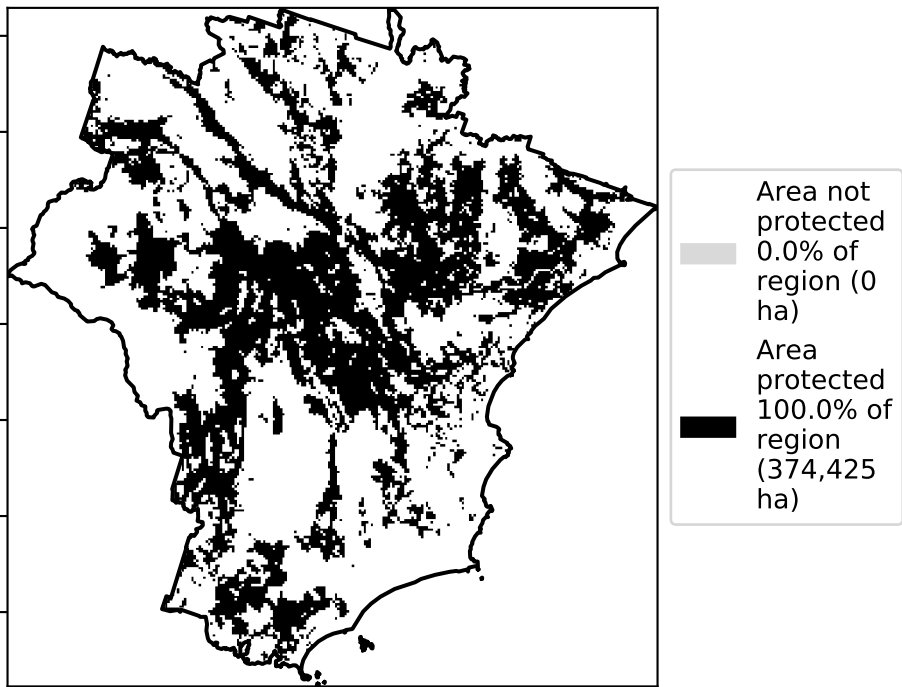 Area not
protected
0.0% of
region (0
ha)
Area
protected
100.0% of
region
(374,425
ha)